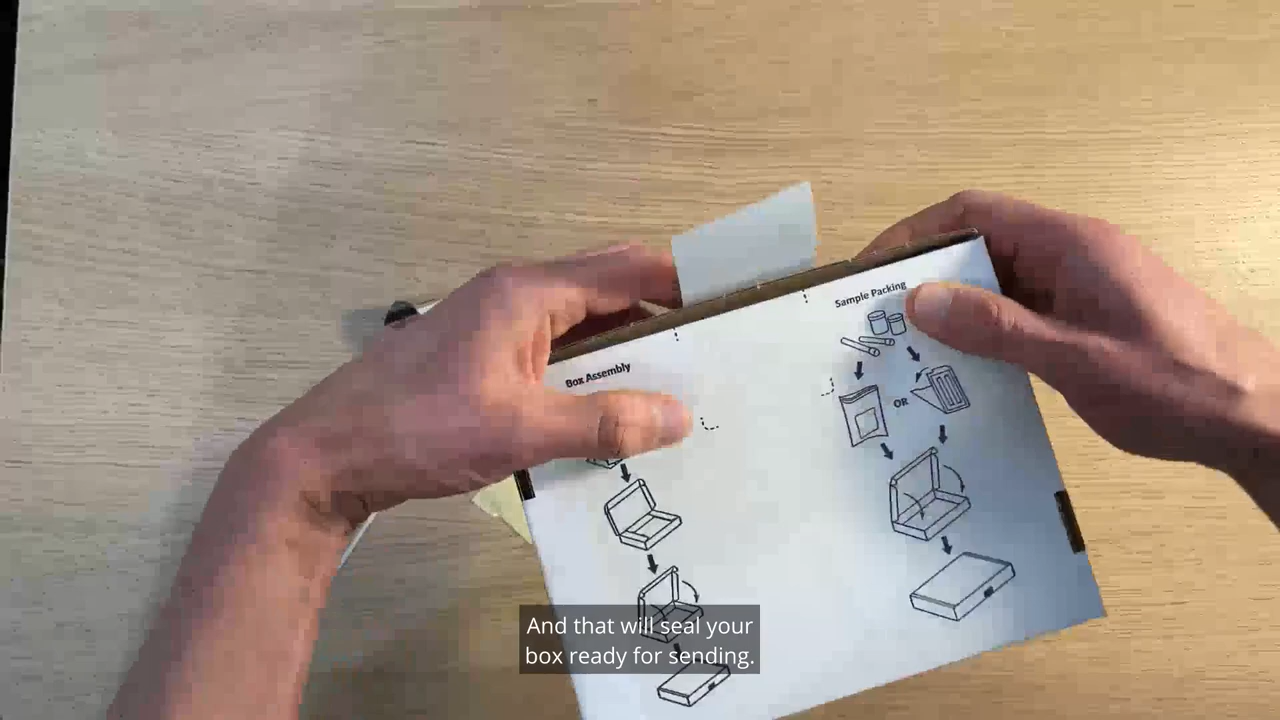 Sample Packing
Box Assembly
OR
And that will seal your
box ready for sending.